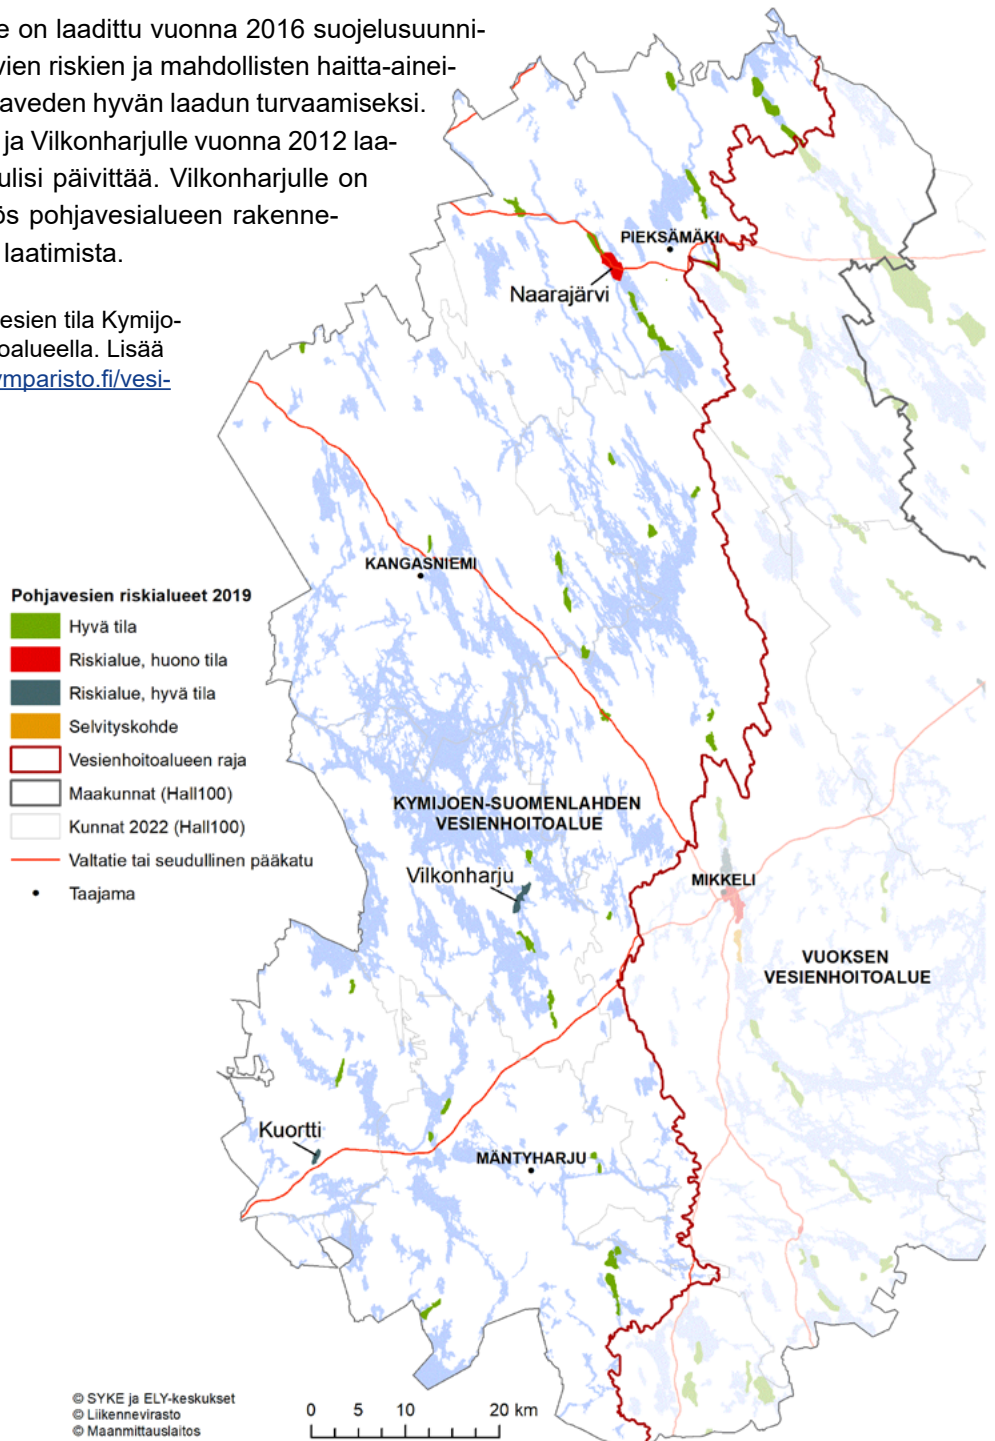 e on laadittu vuonna 2016 suojelusuunni-
vien riskien ja mahdollisten haitta-ainei-
aveden hyvän laadun turvaamiseksi.
ja Vilkonharjulle vuonna 2012 laa-
ulisi päivittää. Vilkonharjulle on
ös pohjavesialueen rakenne-
laatimista.
esien tila Kymijo-
oalueella. Lisää
ymparisto.fi/vesi-
PIEKSÄMÄKI
Naarajärvi
KANGASNIEMI
Pohjavesien riskialueet 2019
Hyvä tila
Riskialue, huono tila
Riskialue, hyvä tila
Selvityskohde
Vesienhoitoalueen raja
Maakunnat (Hall100)
Kunnat 2022 (Hall100)
Valtatie tai seudullinen pääkatu
Taajama
KYMIJOEN-SUOMENLAHDEN
VESIENHOITOALUE
Vilkonharju
MIKKELI
VUOKSEN
VESIENHOITOALUE
Kuortti
MÄNTYHARJU
© SYKE ja ELY-keskukset
© Liikennevirasto
© Maanmittauslaitos
0 5 10 20 km